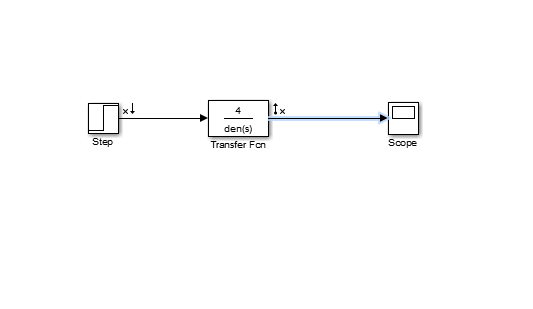 x
4
den(s)
x
Step
Transfer Fcn
Scope